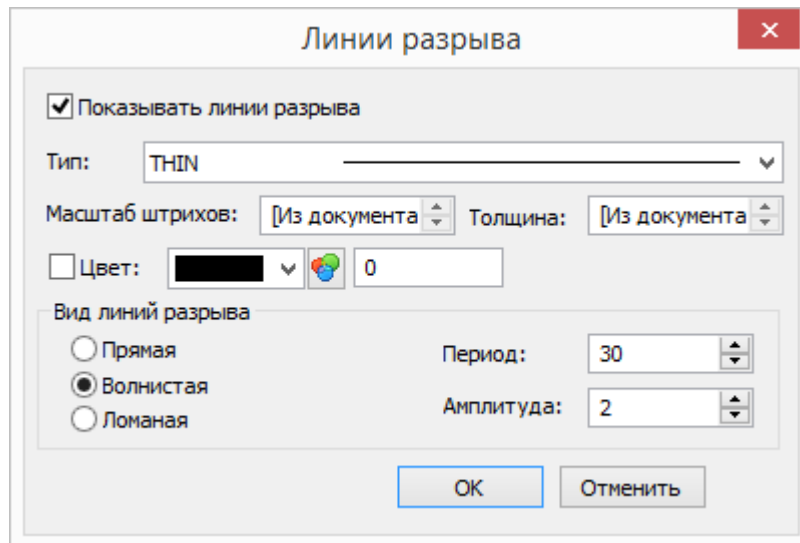 Линии разрыва
Показывать линии разрыва
Тип: THIN
Масштаб штрихов: [Из документа Толщина: [Из документа
Цвет: 0
Вид линий разрыва
Прямая
Период: 30
Волнистая
Амплитуда: 2
Ломаная
OK Отменить